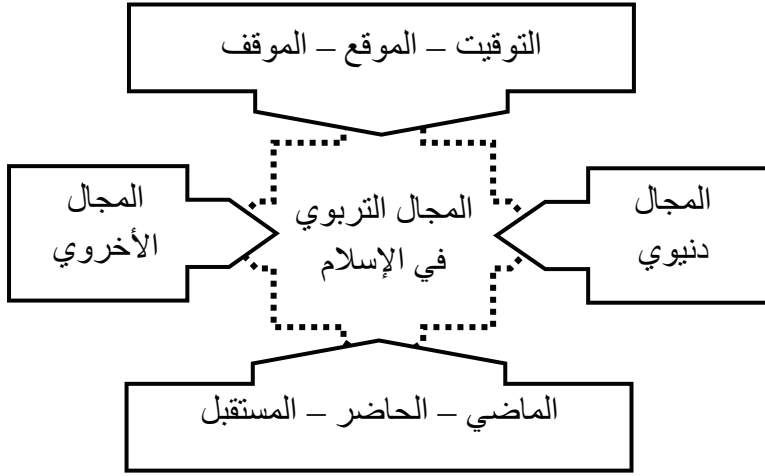 التوقيت – الموقع – الموقف
المجال
دنيوي
المجال التربوي
في الإسلام
المجال
الأخروي
الماضي – الحاضر – المستقبل